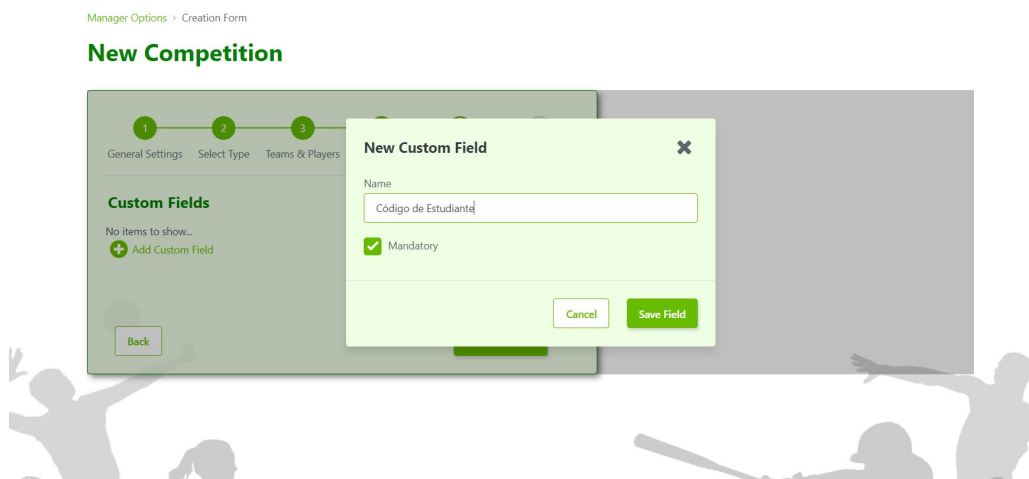 Manager Options › Creation Form
New Competition
1 2 3
General Settings Select Type Teams & Players
Custom Fields
No items to show...
Add Custom Field
Back
New Custom Field
Name
Código de Estudiante
Mandatory
Cancel Save Field